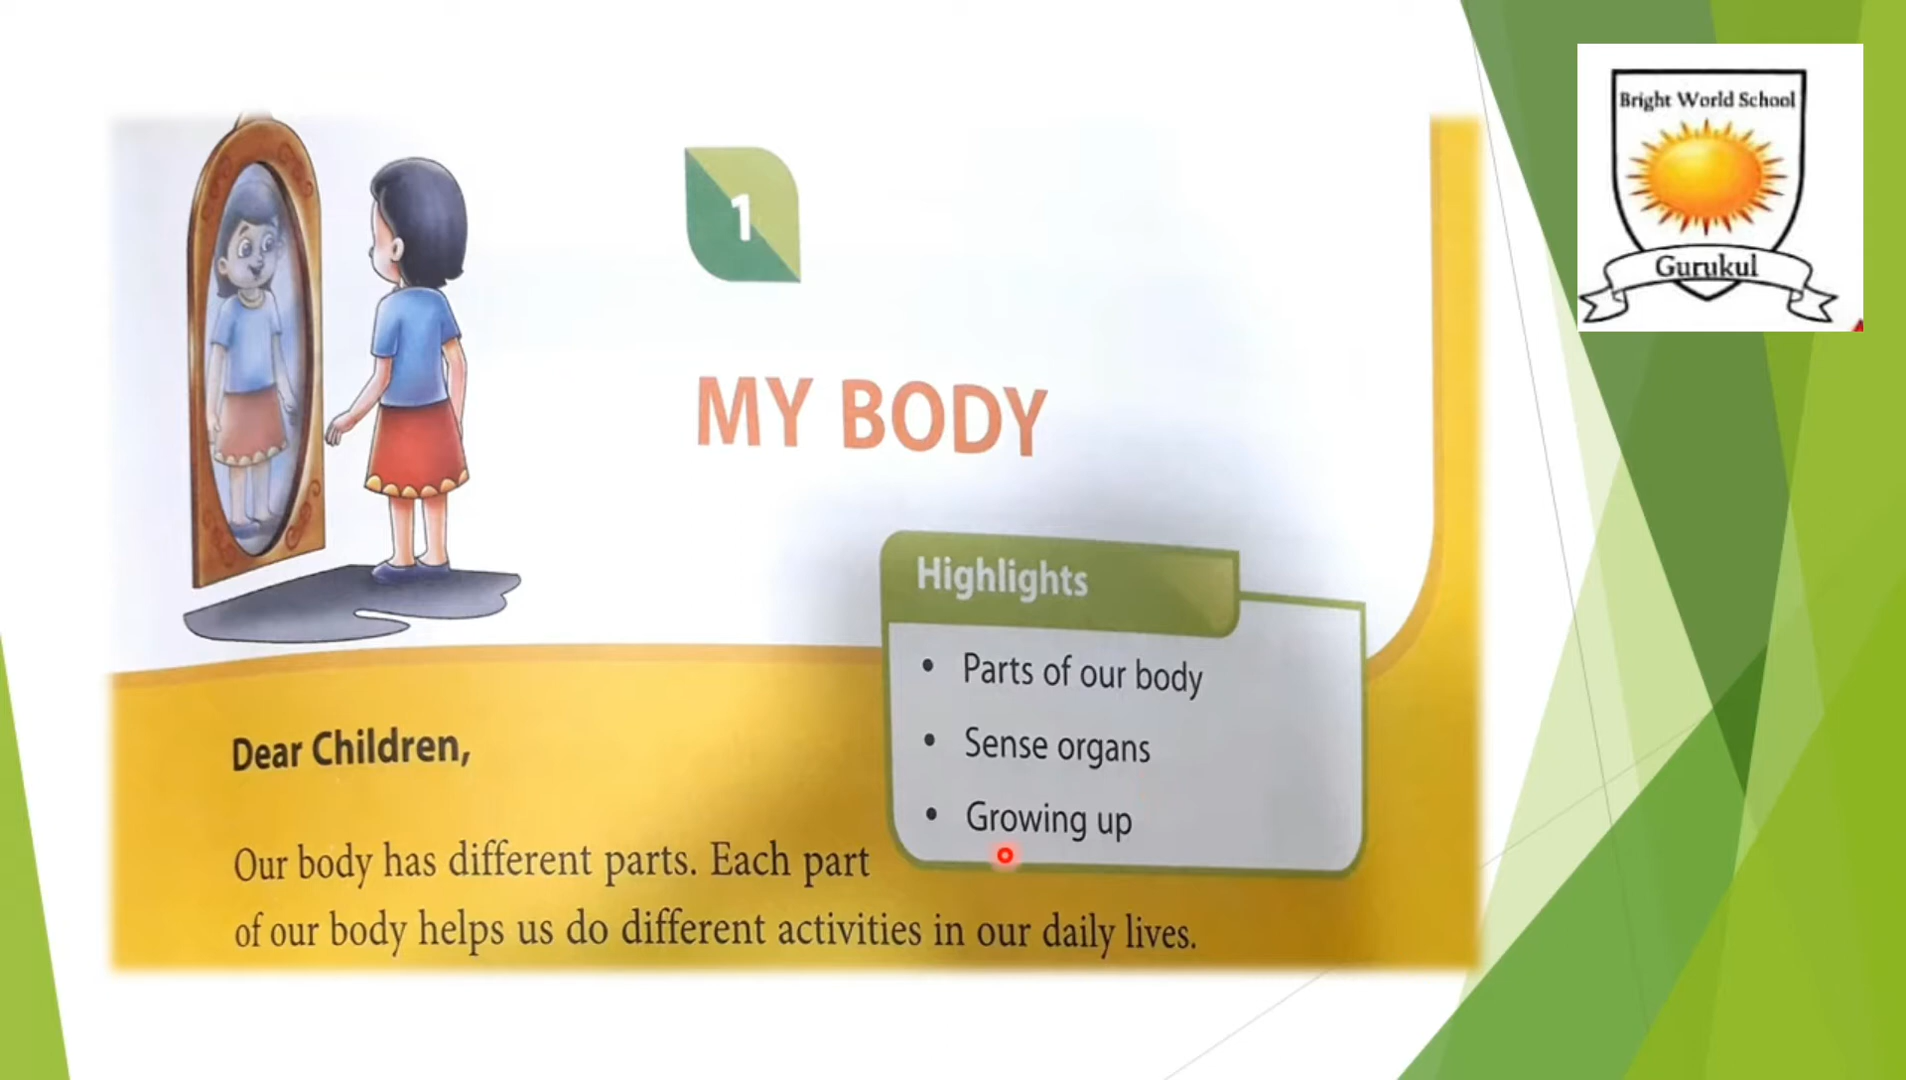 Bright World School
Gurukul
1
MY BODY
Highlights
• Parts of our body
• Sense organs
• Growing up
Dear Children,
Our body has different parts. Each part
of our body helps us do different activities in our daily lives.